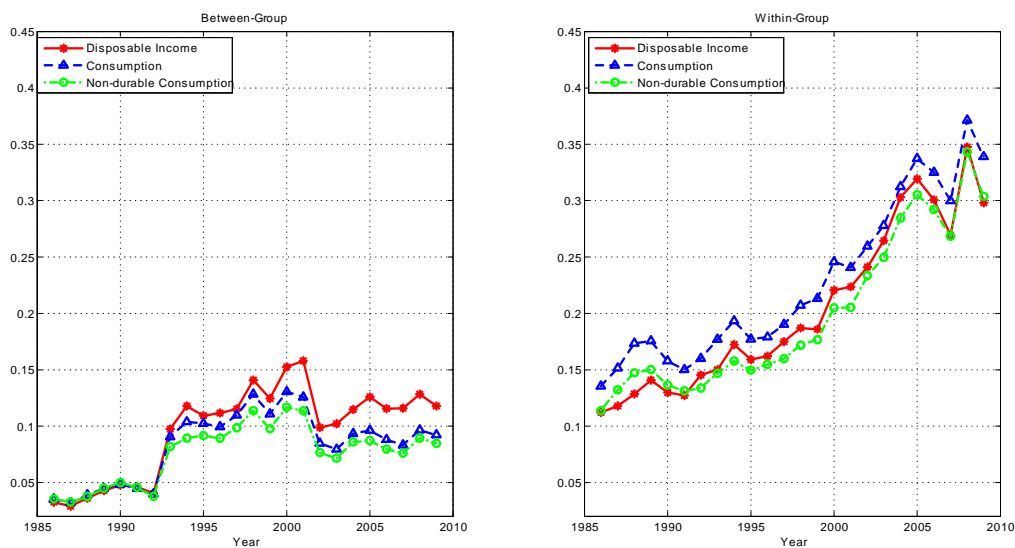 Between-Group
0.45
0.4
0.35
0.3
0.25
0.2
0.15
0.1
0.05
Disposable Income
Consumption
Non-durable Consumption
1985 1990 1995 2000 2005 2010
Year
Within-Group
0.45
0.4
0.35
0.3
0.25
0.2
0.15
0.1
0.05
Disposable Income
Consumption
Non-durable Consumption
1985 1990 1995 2000 2005 2010
Year